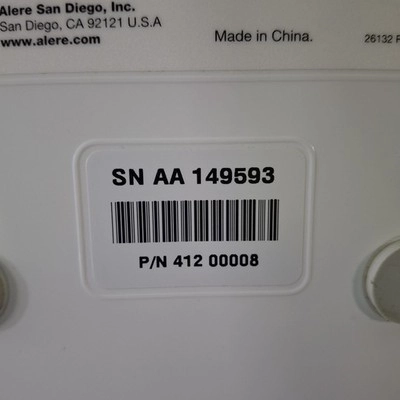 Alere San Diego, Inc.
San Diego, CA 92121 U.S.A
www.alere.com
Made in China.
26132
SN AA 149593
P/N 412 00008